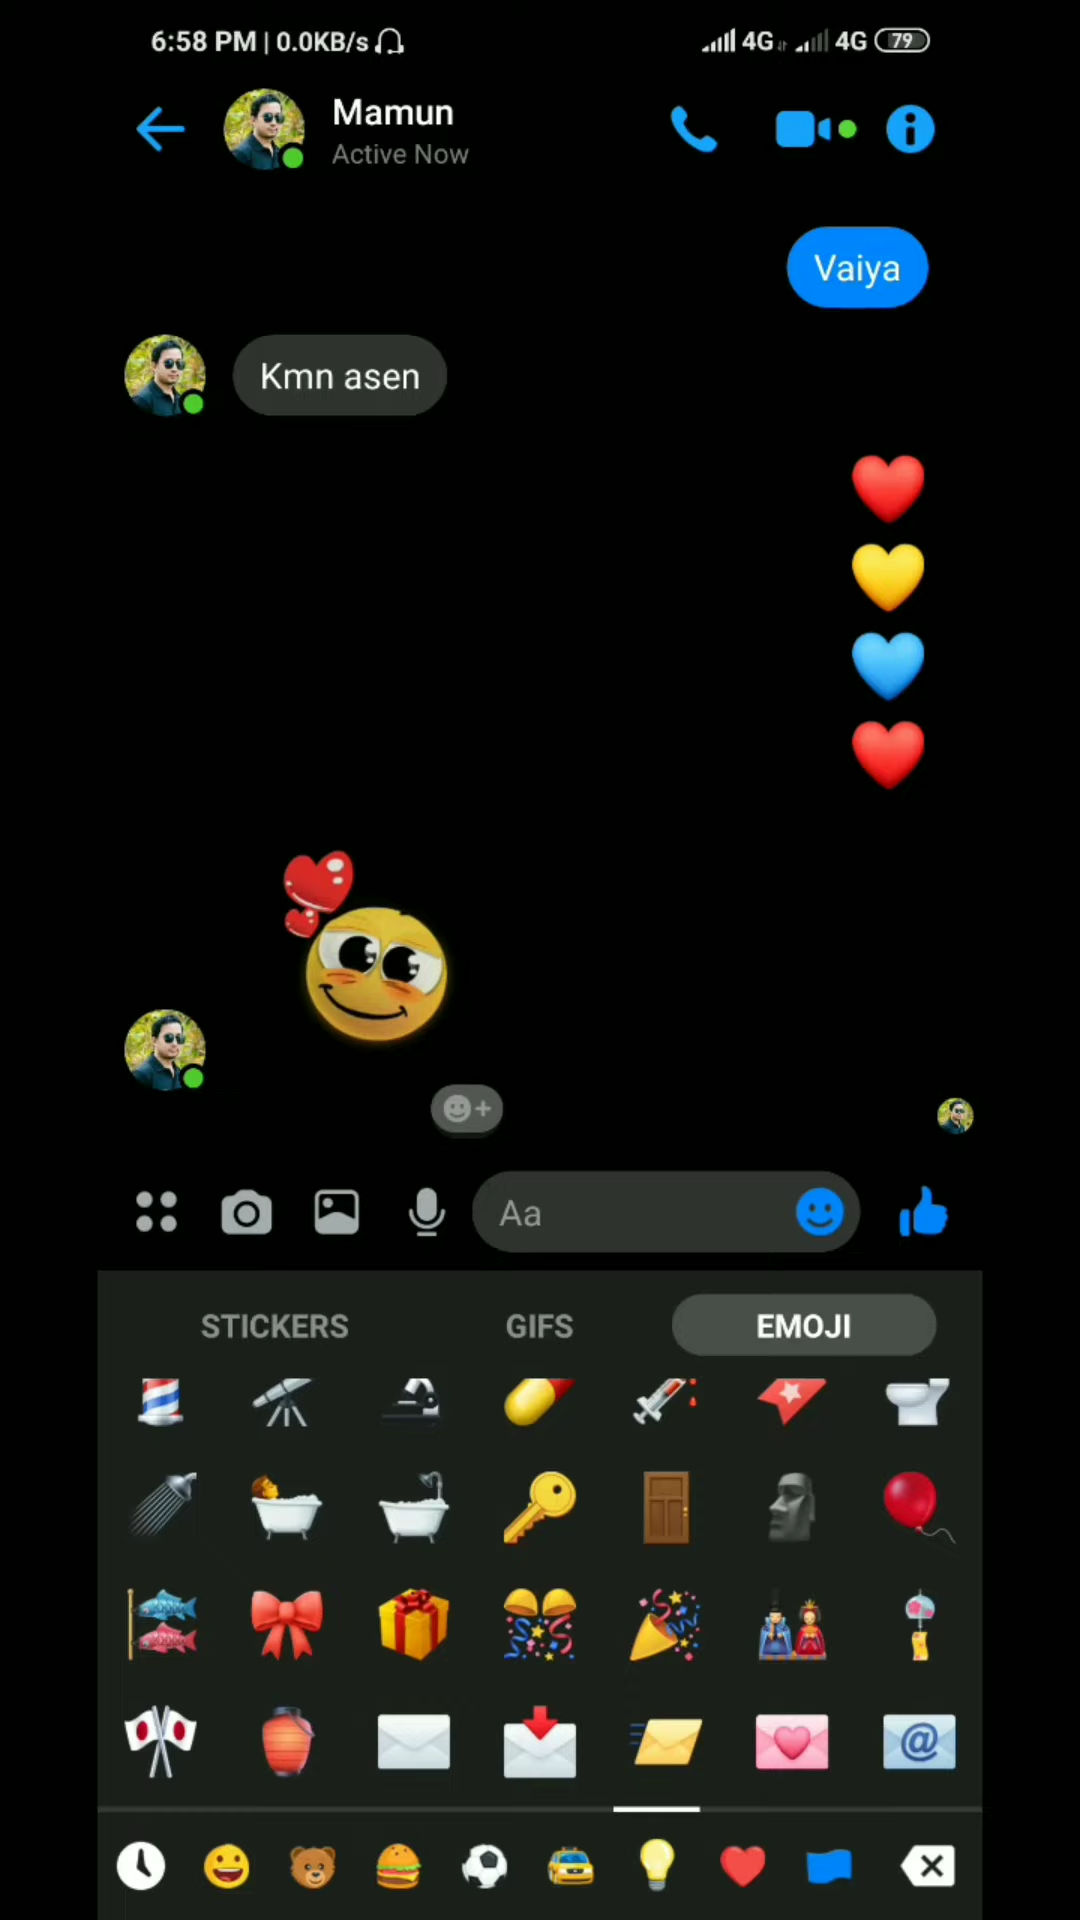 6:58 PM | 0.0KB/s 4G 4G 79
Mamun
Active Now
Vaiya
Kmn asen
Aa
STICKERS GIFS EMOJI
@